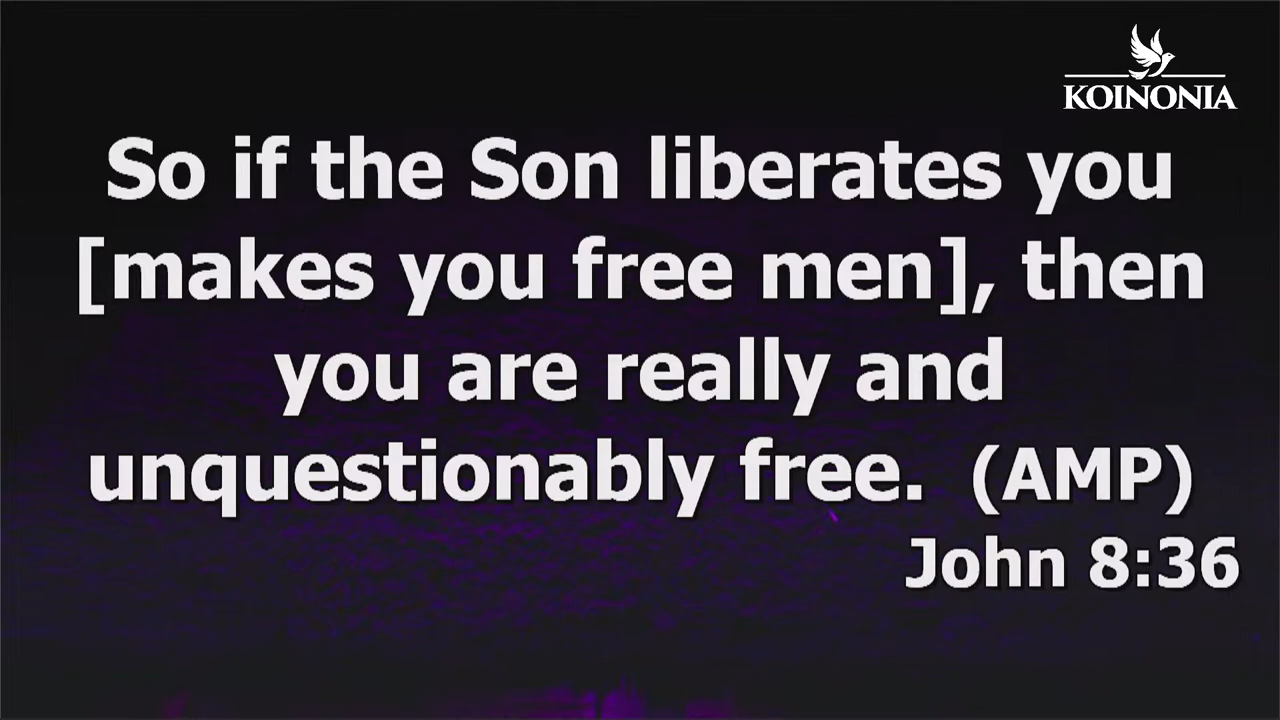 KOINONIA
So if the Son liberates you
[makes you free men], then
you are really and
unquestionably free.  (AMP)
John 8:36